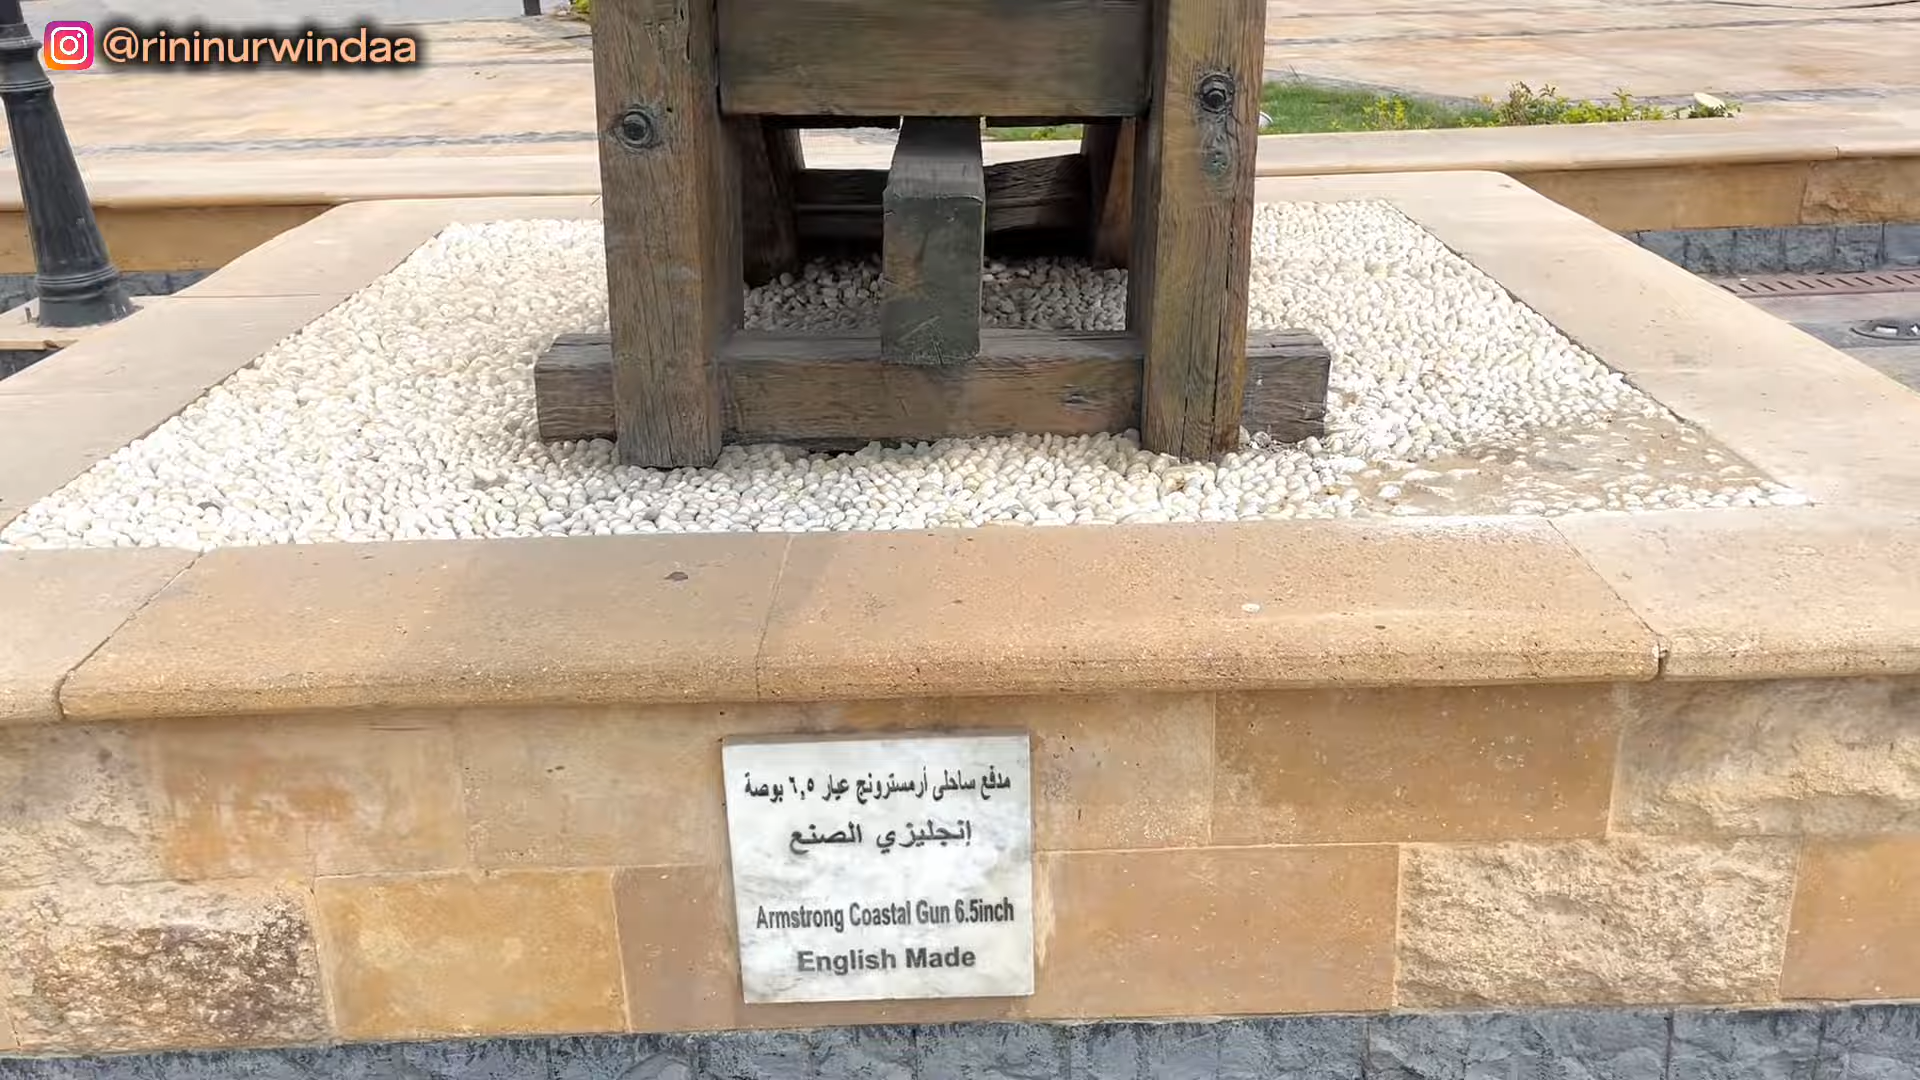 @rininurwindaa
مدفع ساحلى أرمسترونج عيار ٦,٥ بوصة
إنجليزي الصنع
Armstrong Coastal Gun 6.5inch
English Made